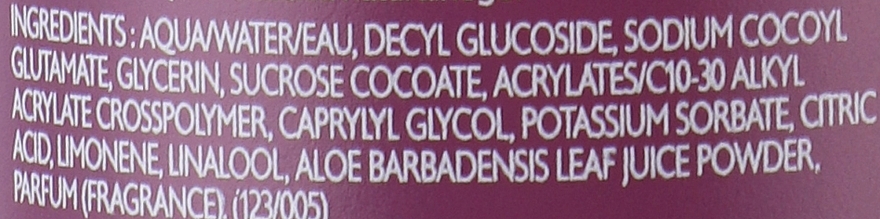 INGREDIENTS : AQUA/WATER/EAU, DECYL GLUCOSIDE, SODIUM COCOYL
GLUTAMATE, GLYCERIN, SUCROSE COCOATE, ACRYLATES/C10-30 ALKYL
ACRYLATE CROSSPOLYMER, CAPRYLYL GLYCOL, POTASSIUM SORBATE, CITRIC
ACID, LIMONENE, LINALOOL, ALOE BARBADENSIS LEAF JUICE POWDER,
PARFUM (FRAGRANCE). (123/005)